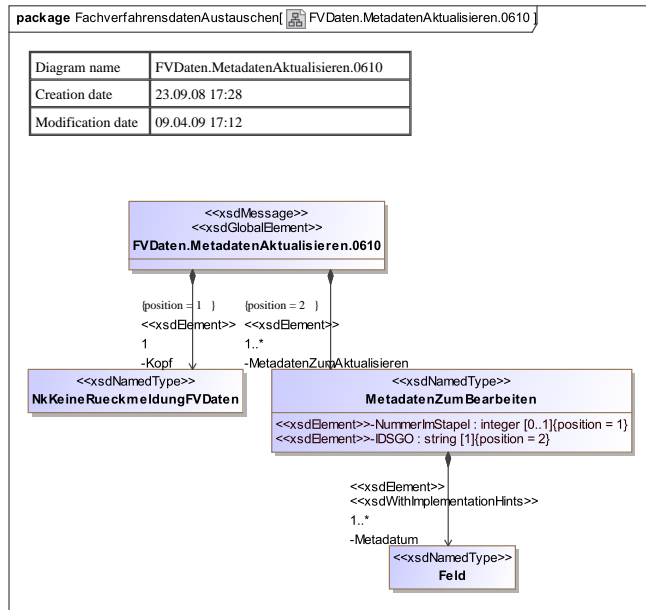 package FachverfahrensdatenAustauschen[ FVDaten.MetadatenAktualisieren.0610 ]
Diagram name FVDaten.MetadatenAktualisieren.0610
Creation date 23.09.08 17:28
Modification date 09.04.09 17:12
<<xsdMessage>>
<<xsdGlobalElement>>
FVDaten.MetadatenAktualisieren.0610
{position = 1 }
<<xsdElement>>
1
-Kopf
{position = 2 }
<<xsdElement>>
1..*
-MetadatenZumAktualisieren
<<xsdNamedType>>
NkKeineRueckmeldungFVDaten
<<xsdNamedType>>
MetadatenZumBearbeiten
<<xsdElement>>-NummerImStapel : integer [0..1]{position = 1}
<<xsdElement>>-IDSGO : string [1]{position = 2}
<<xsdElement>>
<<xsdWithImplementationHints>>
1..*
-Metadatum
<<xsdNamedType>>
Feld